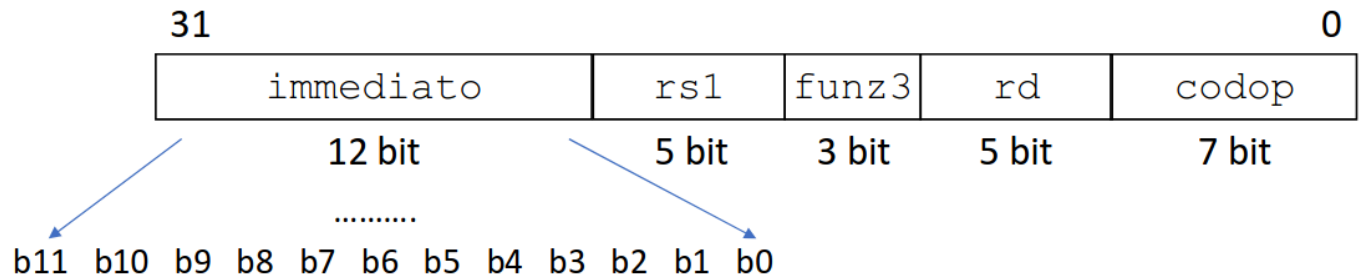 31 0
immediato rs1 funz3 rd codop
12 bit 5 bit 3 bit 5 bit 7 bit
……….
b11 b10 b9 b8 b7 b6 b5 b4 b3 b2 b1 b0